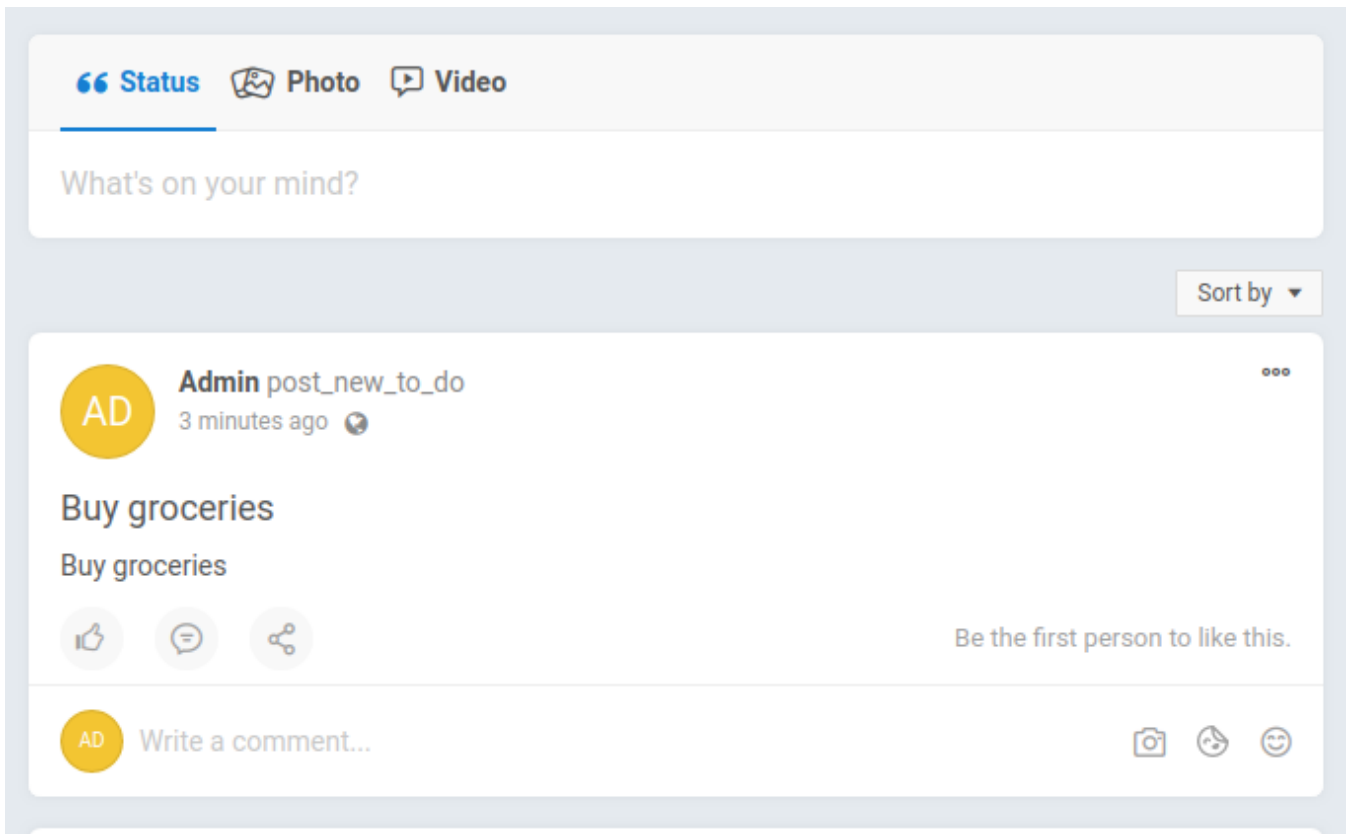 Status Photo Video
What's on your mind?
Sort by
Admin post_new_to_do
AD
3 minutes ago
Buy groceries
Buy groceries
Be the first person to like this.
AD Write a comment...